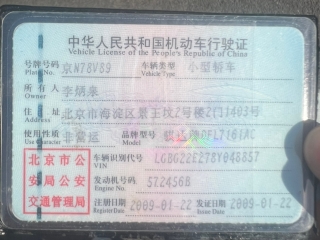 中华人民共和国机动车行驶证
Vehicle License of the People's Republic of China
号牌号码 京N78V89 车辆类型 小型轿车
Plate No. Vehicle Type
所有人 李炳泉
Owner
住址 北京市海淀区景王坟2号楼2门1403号
Address
使用性质 非营运 品牌型号 DFL7161AC
Use Character Model
北京市公安局公安交通管理局
车辆识别代号
VIN
发动机号码 572456B
Engine No.
注册日期 2009-01-22 发证日期 2009-01-22
Register Date Issue Date